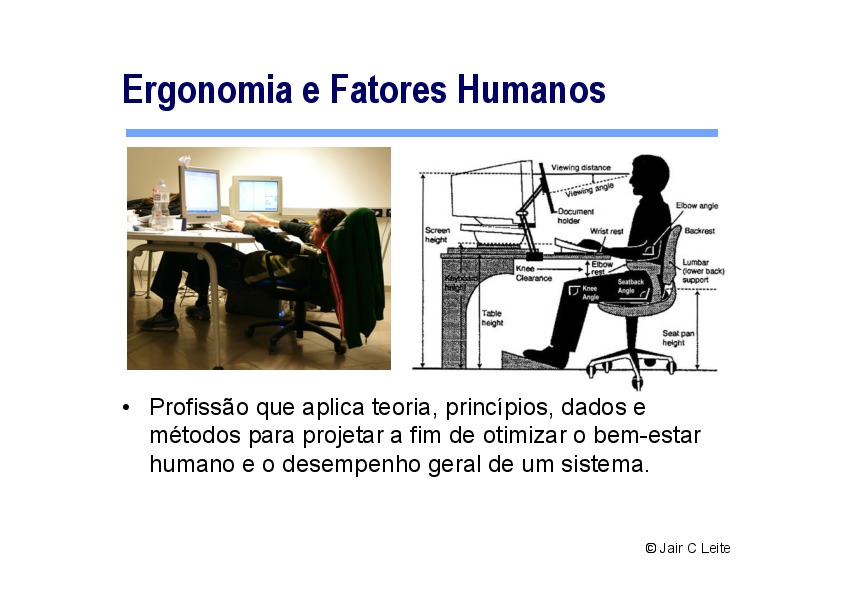 Ergonomia e Fatores Humanos
Viewing distance
Viewing angle
Document
holder
Elbow angle
Wrist rest
Backrest
Screen
height
Elbow
rest
Knee
Clearance
Lumbar
(lower back)
support
Keyboard
height
Knee
Angle
Seatback
Angle
Table
height
Seat pan
height
• Profissão que aplica teoria, princípios, dados e
métodos para projetar a fim de otimizar o bem-estar
humano e o desempenho geral de um sistema.
© Jair C Leite